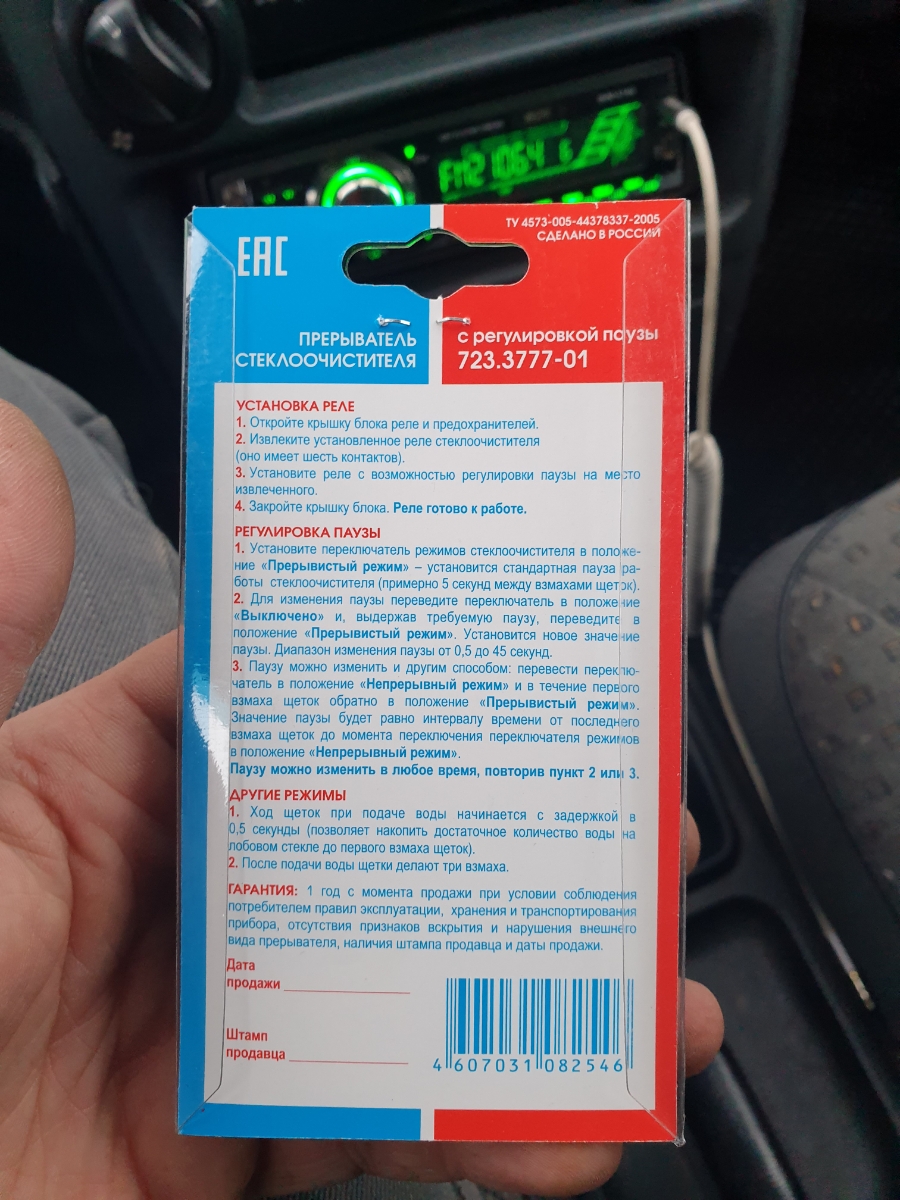 FM2 106.4 6
ТУ 4573-005-44378337-2005
СДЕЛАНО В РОССИИ
ЕАС
ПРЕРЫВАТЕЛЬ
СТЕКЛООЧИСТИТЕЛЯ
с регулировкой паузы
723.3777-01
УСТАНОВКА РЕЛЕ
1. Откройте крышку блока реле и предохранителей.
2. Извлеките установленное реле стеклоочистителя
(оно имеет шесть контактов).
3. Установите реле с возможностью регулировки паузы на место
извлеченного.
4. Закройте крышку блока. Реле готово к работе.
РЕГУЛИРОВКА ПАУЗЫ
1. Установите переключатель режимов стеклоочистителя в положе-
ние «Прерывистый режим» – установится стандартная пауза ра-
боты стеклоочистителя (примерно 5 секунд между взмахами щеток).
2. Для изменения паузы переведите переключатель в положение
«Выключено» и, выдержав требуемую паузу, переведите в
положение «Прерывистый режим». Установится новое значение
паузы. Диапазон изменения паузы от 0,5 до 45 секунд.
3. Паузу можно изменить и другим способом: перевести переклю-
чатель в положение «Непрерывный режим» и в течение первого
взмаха щеток обратно в положение «Прерывистый режим».
Значение паузы будет равно интервалу времени от последнего
взмаха щеток до момента переключения переключателя режимов
в положение «Непрерывный режим».
Паузу можно изменить в любое время, повторив пункт 2 или 3.
ДРУГИЕ РЕЖИМЫ
1. Ход щеток при подаче воды начинается с задержкой в
0,5 секунды (позволяет накопить достаточное количество воды на
лобовом стекле до первого взмаха щеток).
2. После подачи воды щетки делают три взмаха.
ГАРАНТИЯ: 1 год с момента продажи при условии соблюдения
потребителем правил эксплуатации, хранения и транспортирования
прибора, отсутствия признаков вскрытия и нарушения внешнего
вида прерывателя, наличия штампа продавца и даты продажи.
Дата
продажи
Штамп
продавца
4 607031 082546